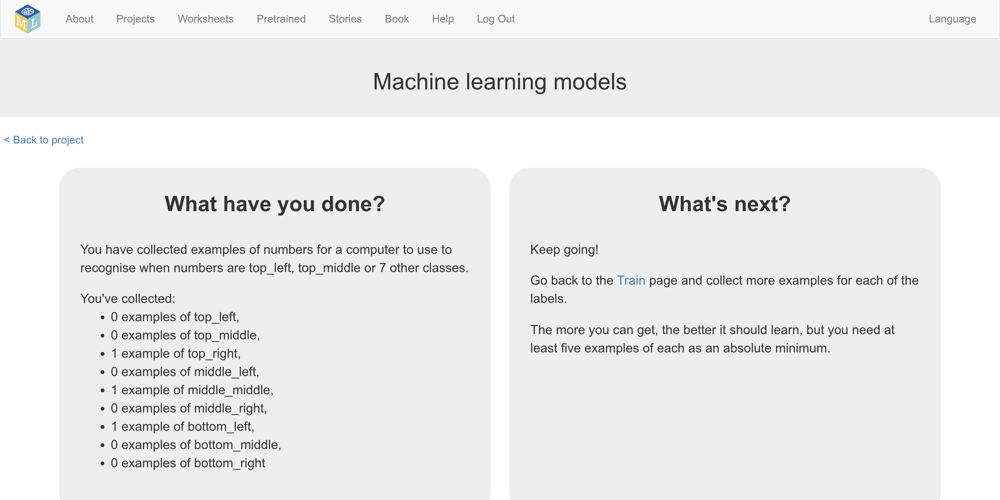 M L
About Projects Worksheets Pretrained Stories Book Help Log Out Language
Machine learning models
< Back to project
What have you done?
You have collected examples of numbers for a computer to use to
recognise when numbers are top_left, top_middle or 7 other classes.
You've collected:
• 0 examples of top_left,
• 0 examples of top_middle,
• 1 example of top_right,
• 0 examples of middle_left,
• 1 example of middle_middle,
• 0 examples of middle_right,
• 1 example of bottom_left,
• 0 examples of bottom_middle,
• 0 examples of bottom_right
What's next?
Keep going!
Go back to the Train page and collect more examples for each of the
labels.
The more you can get, the better it should learn, but you need at
least five examples of each as an absolute minimum.